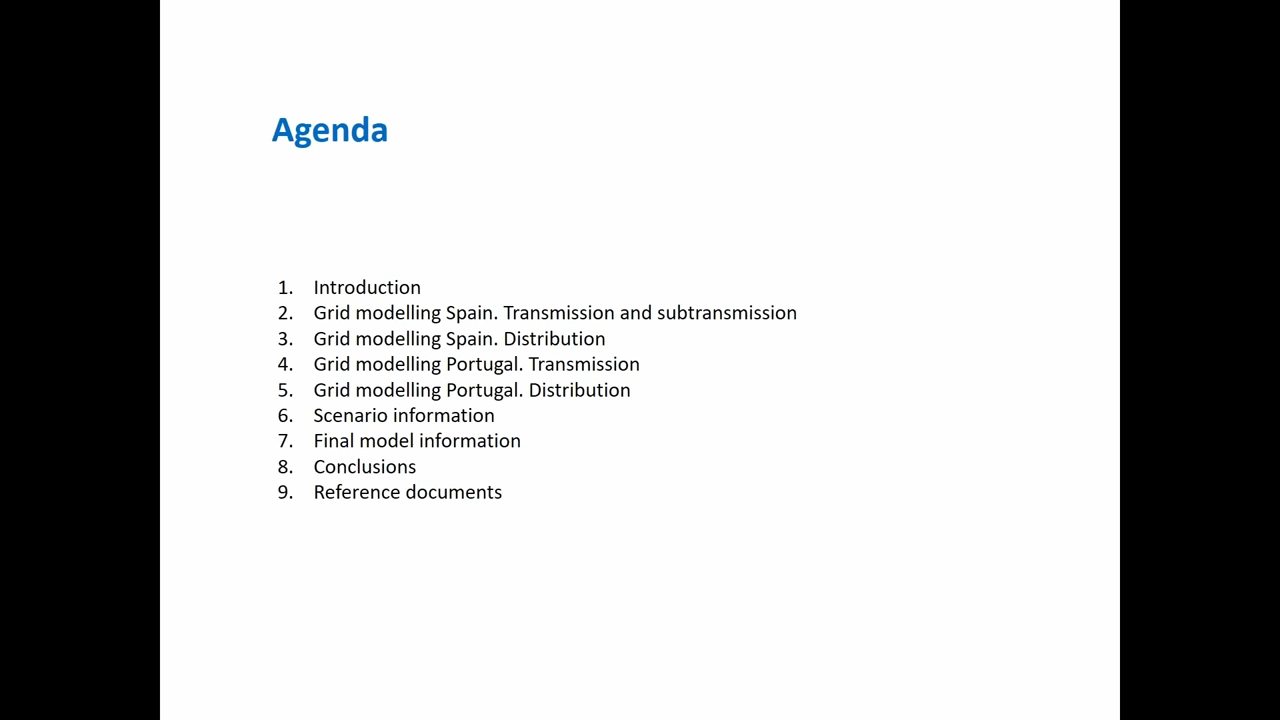 Agenda
1. Introduction
2. Grid modelling Spain. Transmission and subtransmission
3. Grid modelling Spain. Distribution
4. Grid modelling Portugal. Transmission
5. Grid modelling Portugal. Distribution
6. Scenario information
7. Final model information
8. Conclusions
9. Reference documents